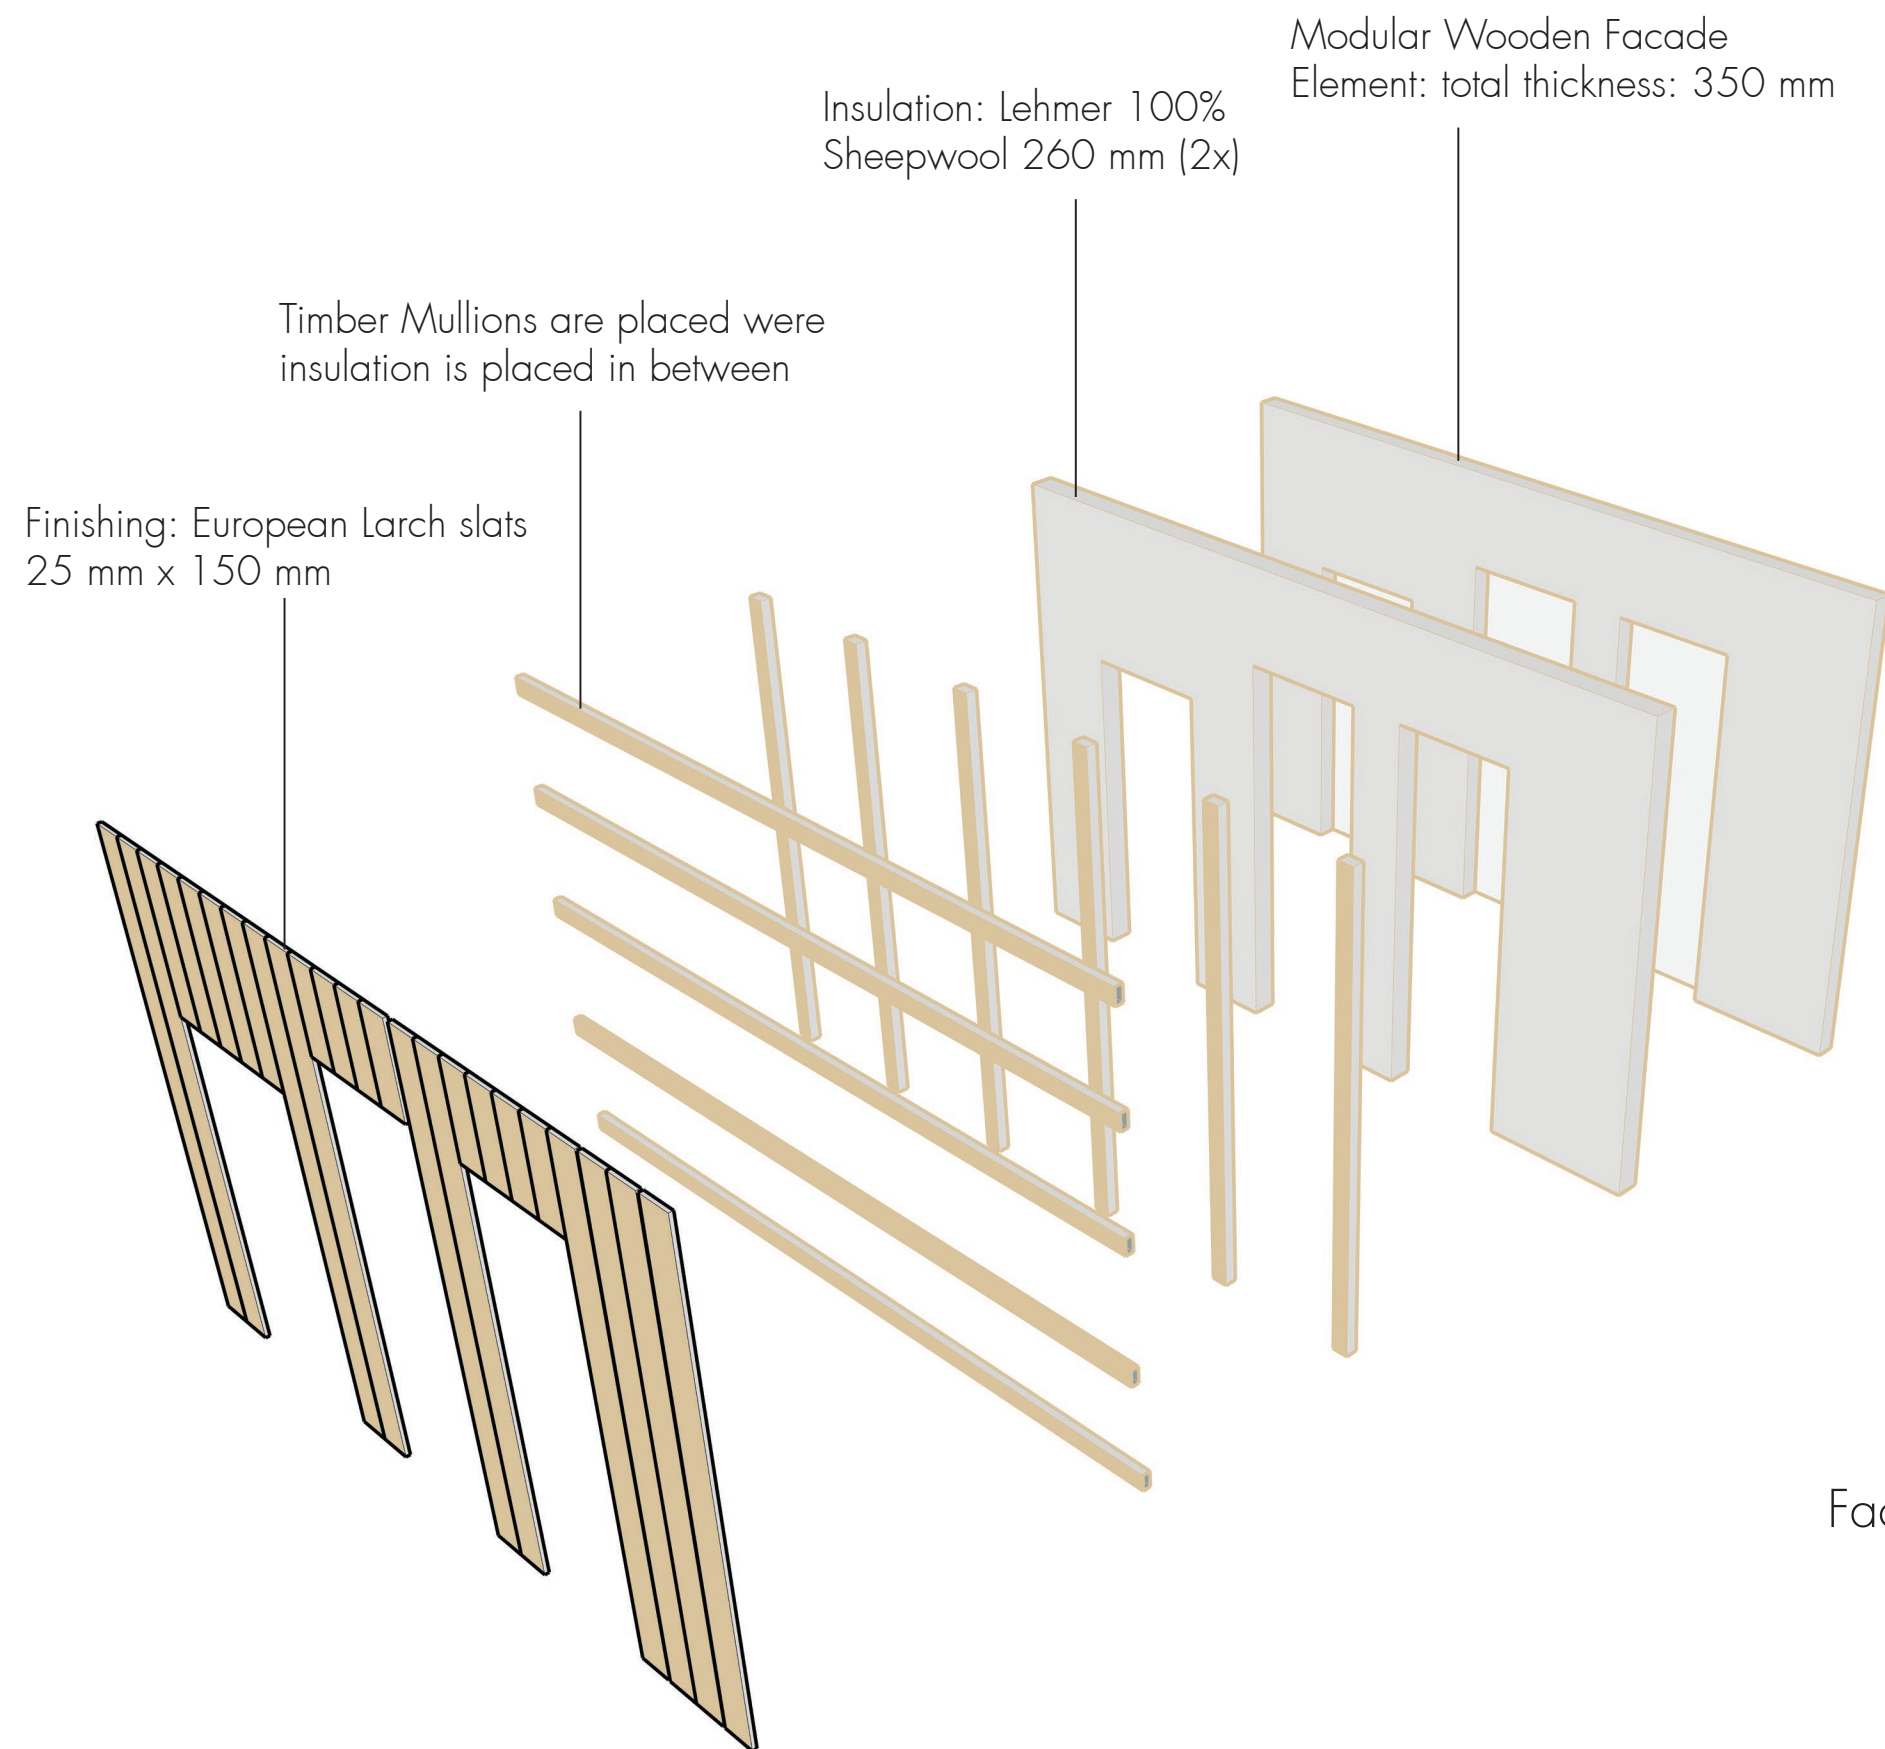 Modular Wooden Facade
Element: total thickness: 350 mm
Insulation: Lehmer 100%
Sheepwool 260 mm (2x)
Timber Mullions are placed were
insulation is placed in between
Finishing: European Larch slats
25 mm x 150 mm